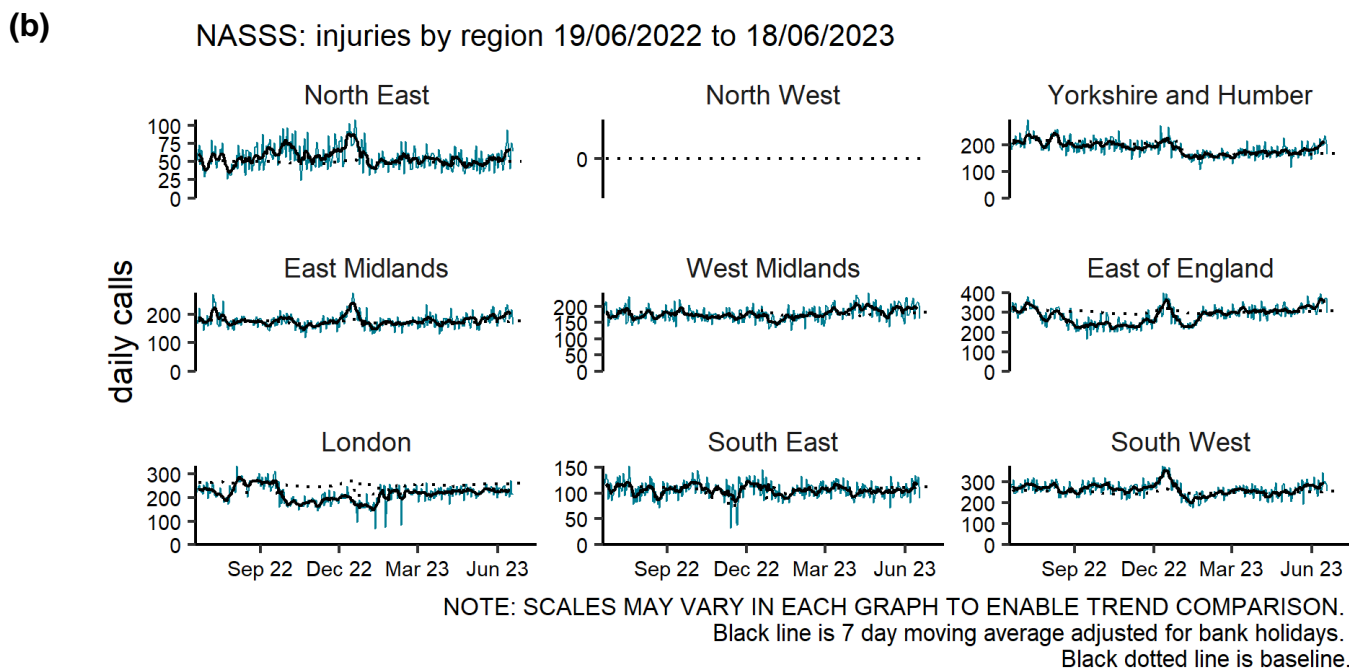 (b)
NASSS: injuries by region 19/06/2022 to 18/06/2023
North East
North West
Yorkshire and Humber
100
75
50
25
0
0
200
100
0
daily calls
East Midlands
West Midlands
East of England
200
100
0
200
150
100
50
0
400
300
200
100
0
London
South East
South West
300
200
100
0
150
100
50
0
300
200
100
0
Sep 22 Dec 22 Mar 23 Jun 23
Sep 22 Dec 22 Mar 23 Jun 23
Sep 22 Dec 22 Mar 23 Jun 23
NOTE: SCALES MAY VARY IN EACH GRAPH TO ENABLE TREND COMPARISON.
Black line is 7 day moving average adjusted for bank holidays.
Black dotted line is baseline.